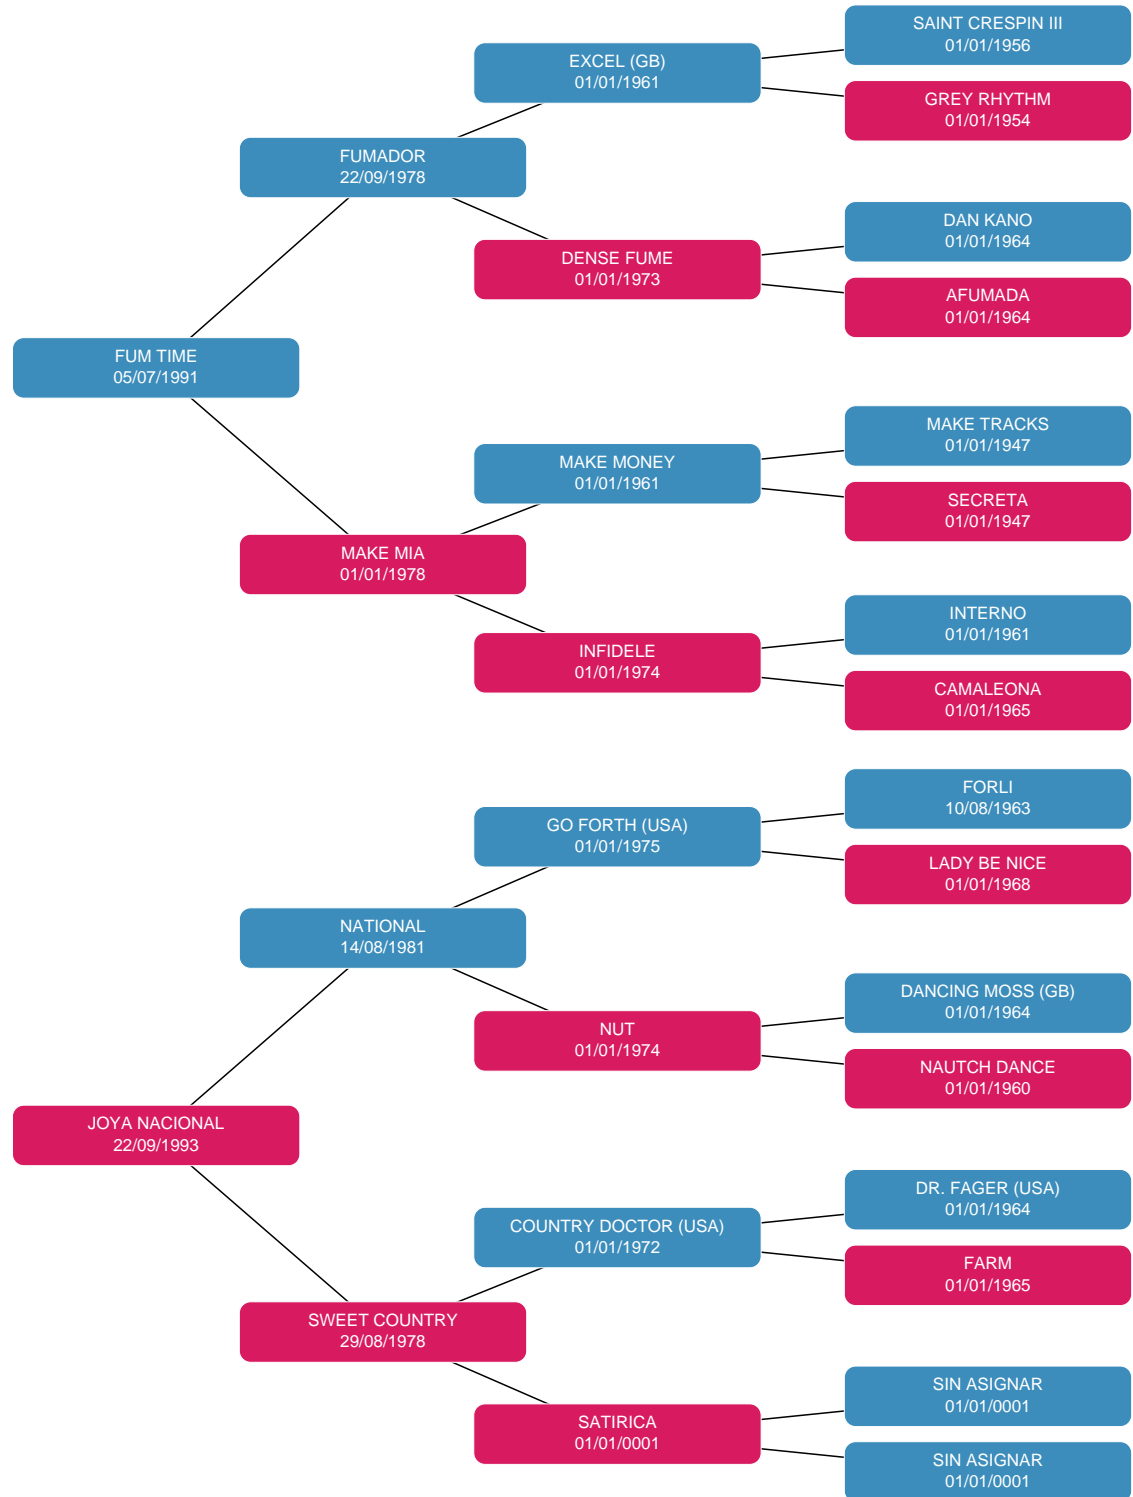 SAINT CRESPIN III
01/01/1956
EXCEL (GB)
01/01/1961
GREY RHYTHM
01/01/1954
FUMADOR
22/09/1978
DAN KANO
01/01/1964
DENSE FUME
01/01/1973
AFUMADA
01/01/1964
FUM TIME
05/07/1991
MAKE TRACKS
01/01/1947
MAKE MONEY
01/01/1961
SECRETA
01/01/1947
MAKE MIA
01/01/1978
INTERNO
01/01/1961
INFIDELE
01/01/1974
CAMALEONA
01/01/1965
FORLI
10/08/1963
GO FORTH (USA)
01/01/1975
LADY BE NICE
01/01/1968
NATIONAL
14/08/1981
DANCING MOSS (GB)
01/01/1964
NUT
01/01/1974
NAUTCH DANCE
01/01/1960
JOYA NACIONAL
22/09/1993
DR. FAGER (USA)
01/01/1964
COUNTRY DOCTOR (USA)
01/01/1972
FARM
01/01/1965
SWEET COUNTRY
29/08/1978
SIN ASIGNAR
01/01/0001
SATIRICA
01/01/0001
SIN ASIGNAR
01/01/0001